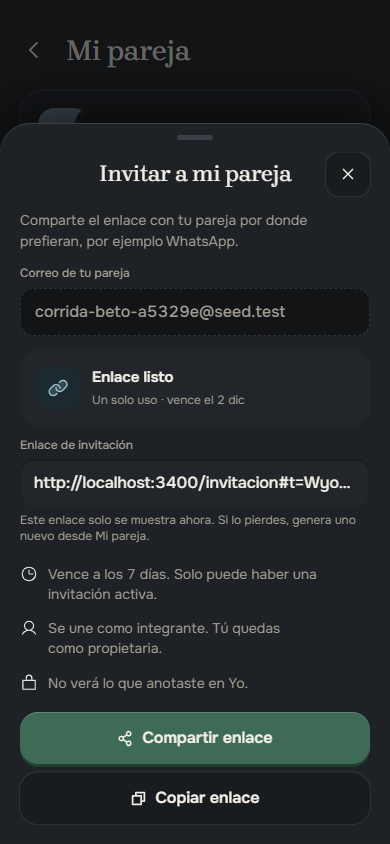 Mi pareja
Invitar a mi pareja
Comparte el enlace con tu pareja por donde
prefieran, por ejemplo WhatsApp.
Correo de tu pareja
corrida-beto-a5329e@seed.test
Enlace listo
Un solo uso · vence el 2 dic
Enlace de invitación
http://localhost:3400/invitacion#t=Wyo...
Este enlace solo se muestra ahora. Si lo pierdes, genera uno
nuevo desde Mi pareja.
Vence a los 7 días. Solo puede haber una
invitación activa.
Se une como integrante. Tú quedas
como propietaria.
No verá lo que anotaste en Yo.
Compartir enlace
Copiar enlace